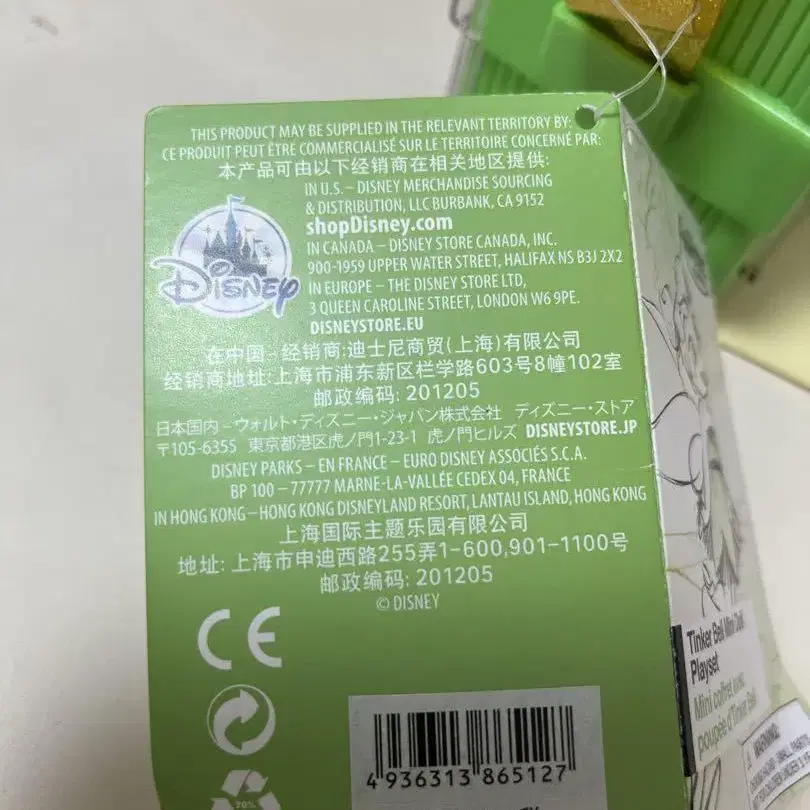 THIS PRODUCT MAY BE SUPPLIED IN THE RELEVANT TERRITORY BY:
CE PRODUIT PEUT ÊTRE COMMERCIALISÉ SUR LE TERRITOIRE CONCERNÉ PAR:
本产品可由以下经销商在相关地区提供:
IN U.S. – DISNEY MERCHANDISE SOURCING
& DISTRIBUTION, LLC BURBANK, CA 9152
shopDisney.com
IN CANADA – DISNEY STORE CANADA, INC.
900-1959 UPPER WATER STREET, HALIFAX NS B3J 2X2
IN EUROPE – THE DISNEY STORE LTD,
3 QUEEN CAROLINE STREET, LONDON W6 9PE.
DISNEYSTORE.EU
DISNEY
在中国 - 经销商:迪士尼商贸(上海)有限公司
经销商地址:上海市浦东新区栏学路603号8幢102室
邮政编码: 201205
日本国内 – ウォルト・ディズニー・ジャパン株式会社 ディズニー・ストア
〒105-6355 東京都港区虎ノ門1-23-1 虎ノ門ヒルズ DISNEYSTORE.JP
DISNEY PARKS – EN FRANCE – EURO DISNEY ASSOCIÉS S.C.A.
BP 100 – 77777 MARNE-LA-VALLÉE CEDEX 04, FRANCE
IN HONG KONG – HONG KONG DISNEYLAND RESORT, LANTAU ISLAND, HONG KONG
上海国际主题乐园有限公司
地址: 上海市申迪西路255弄1-600,901-1100号
邮政编码: 201205
© DISNEY
CE
70%
4 936313 865127
Tinker Bell Mini Doll
Playset
Mini coffret avec
poupée d'Tinker Bell
WARNING: